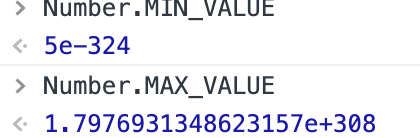 > Number.MIN_VALUE
<· 5e-324
> Number.MAX_VALUE
<· 1.7976931348623157e+308